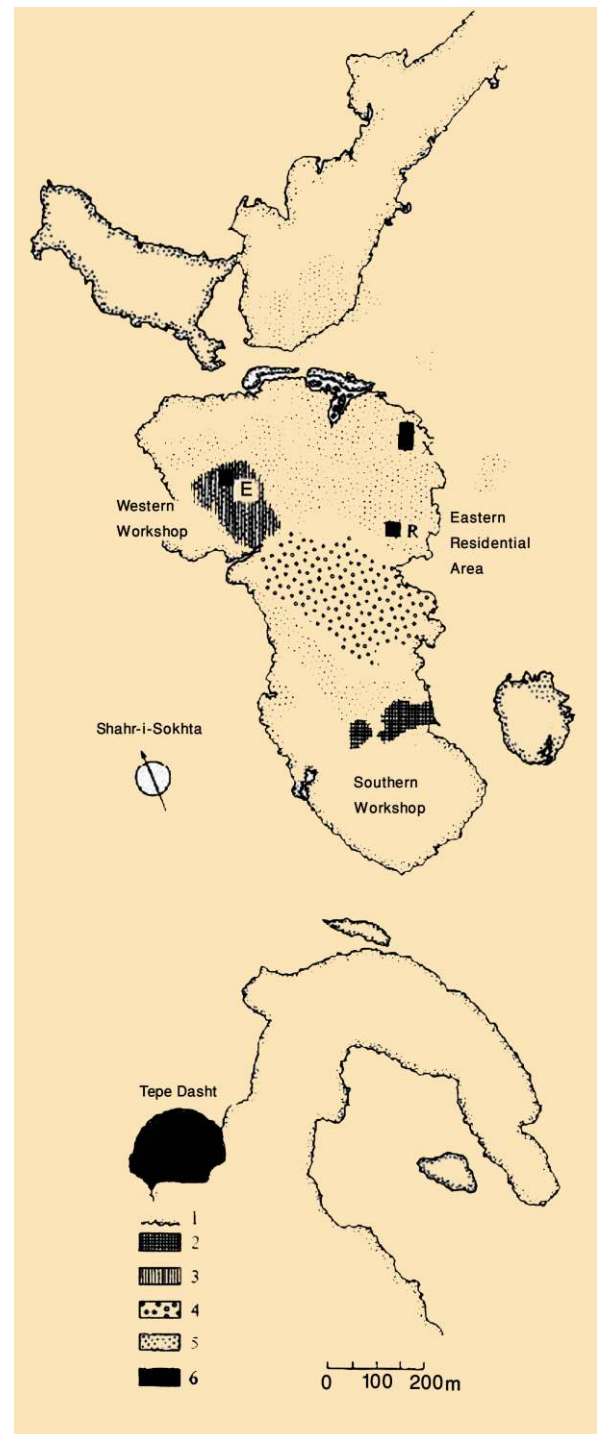 X
E
Western
Workshop
R
Eastern
Residential
Area
Shahr-i-Sokhta
Southern
Workshop
Tepe Dasht
1
2
3
4
5
6
0 100 200m